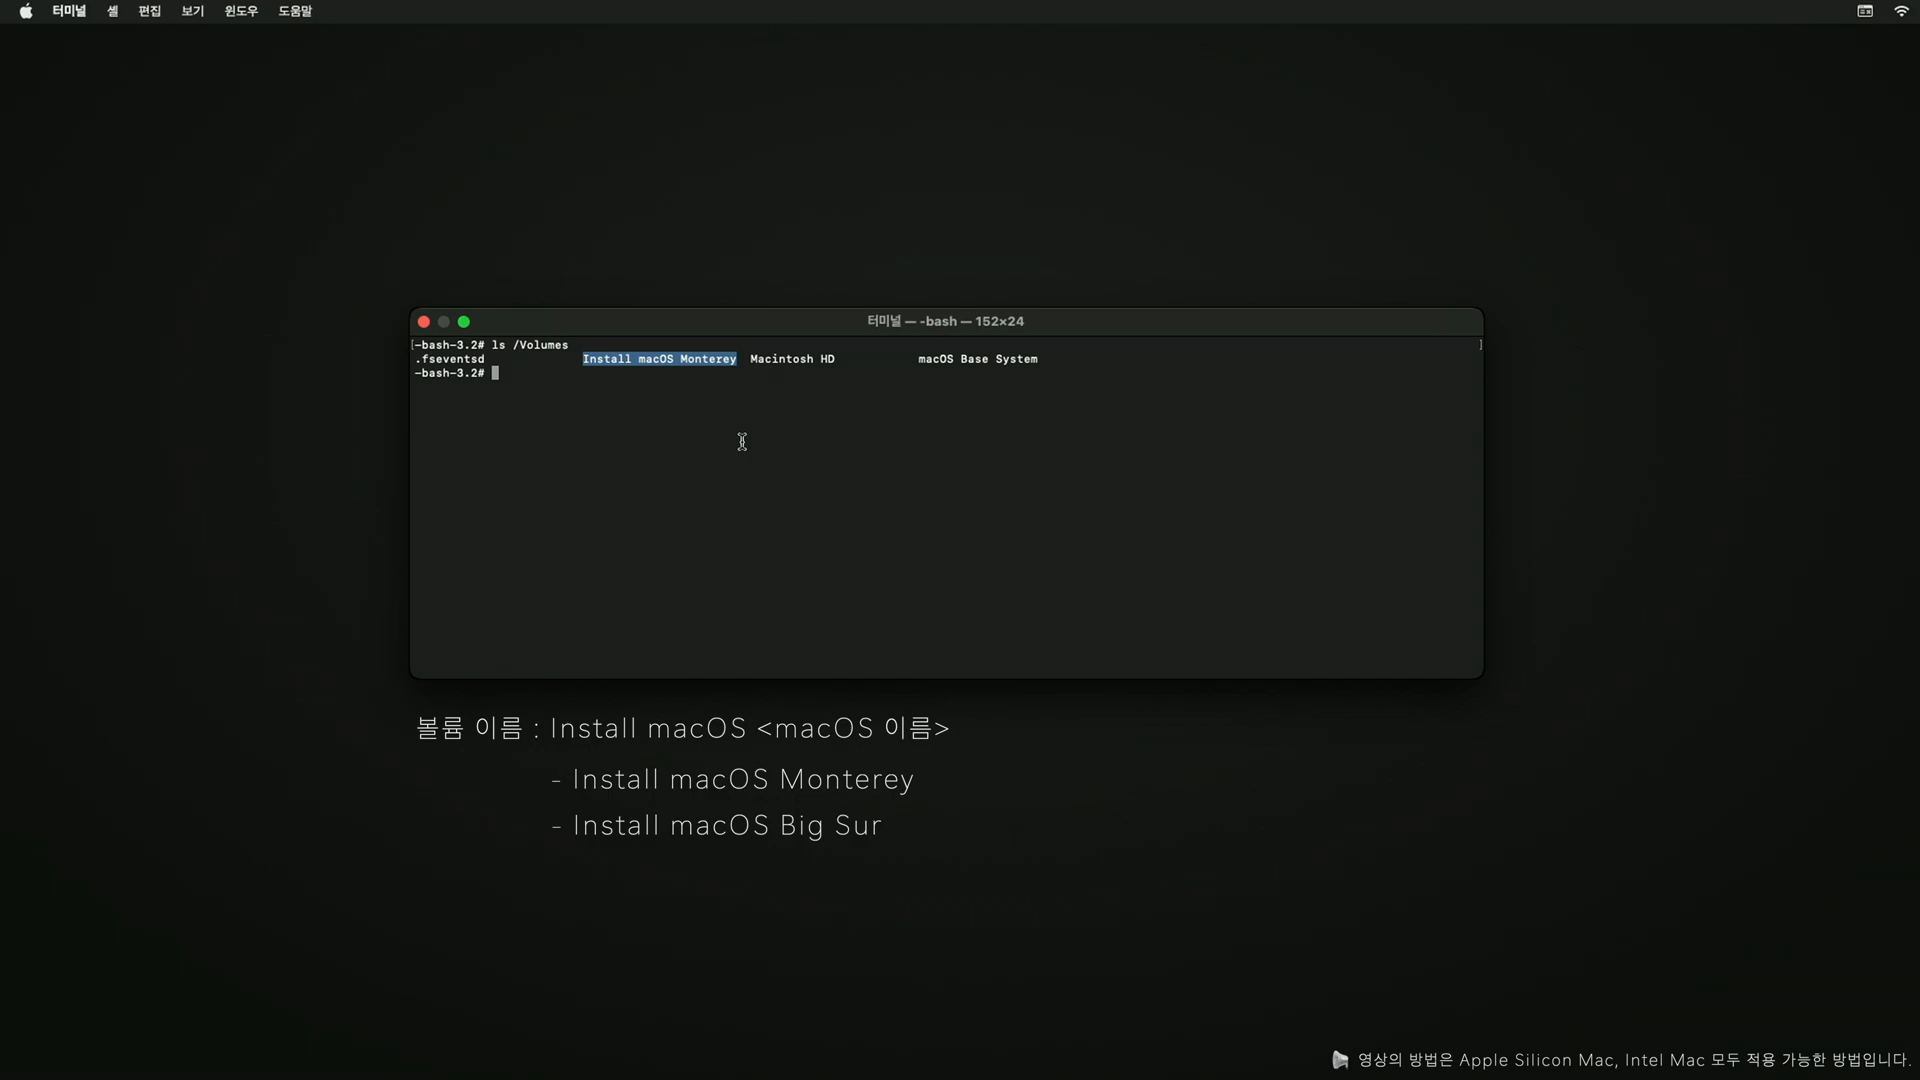 터미널 셸 편집 보기 윈도우 도움말
터미널 — -bash — 152×24
[-bash-3.2# ls /Volumes ]
.fseventsd Install macOS Monterey Macintosh HD macOS Base System
-bash-3.2#
볼륨 이름 : Install macOS <macOS 이름>
- Install macOS Monterey
- Install macOS Big Sur
영상의 방법은 Apple Silicon Mac, Intel Mac 모두 적용 가능한 방법입니다.